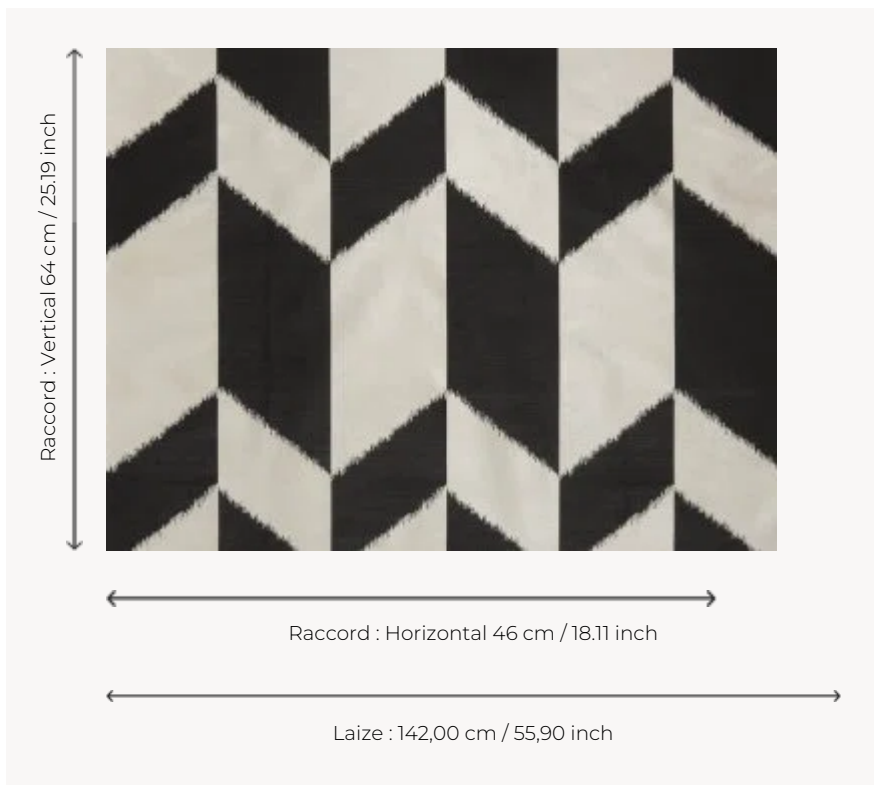 Raccord : Vertical 64 cm / 25.19 inch
Raccord : Horizontal 46 cm / 18.11 inch
Laize : 142,00 cm / 55,90 inch